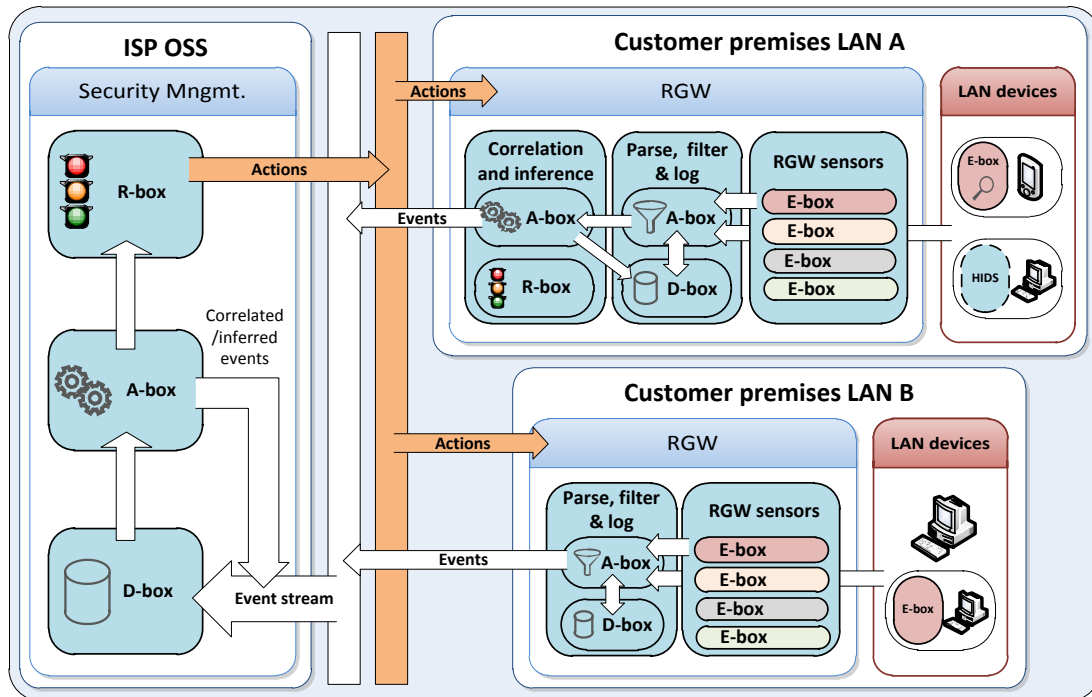 ISP OSS
Security Mngmt.
R-box
Actions
Correlated
/inferred
events
A-box
D-box
Event stream
Customer premises LAN A
Actions
RGW
LAN devices
Correlation
and inference
Parse, filter
& log
RGW sensors
Events
A-box
A-box
R-box
D-box
E-box
E-box
E-box
E-box
E-box
HIDS
Customer premises LAN B
Actions
RGW
LAN devices
Parse, filter
& log
RGW sensors
Events
A-box
D-box
E-box
E-box
E-box
E-box
E-box